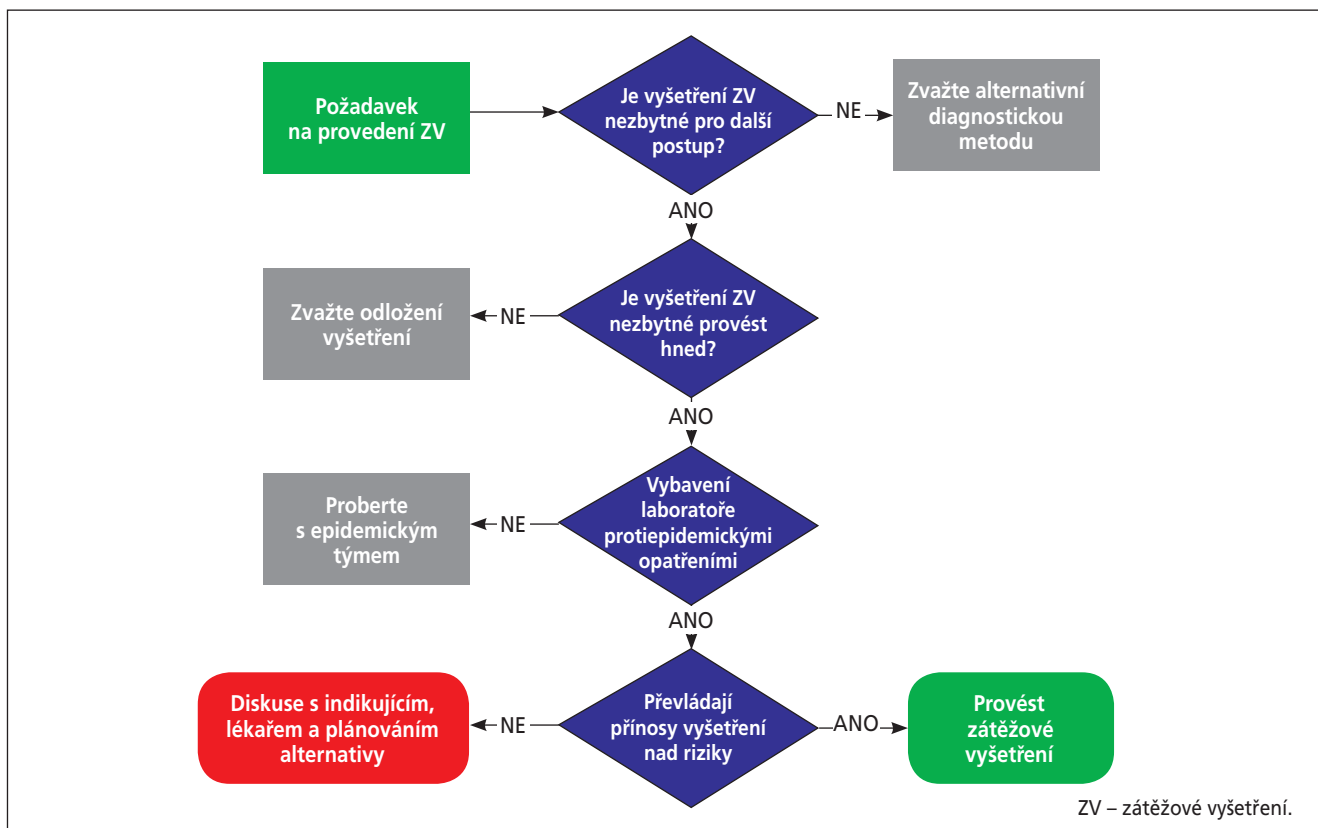 Požadavek
na provedení ZV
Je vyšetření ZV
nezbytné pro další
postup?
NE
Zvažte alternativní
diagnostickou
metodu
ANO
Zvažte odložení
vyšetření
NE
Je vyšetření ZV
nezbytné provést
hned?
ANO
Proberte
s epidemickým
týmem
NE
Vybavení
laboratoře
protiepidemickými
opatřeními
ANO
Diskuse s indikujícím,
lékařem a plánováním
alternativy
NE
Převládají
přínosy vyšetření
nad riziky
ANO
Provést
zátěžové
vyšetření
ZV – zátěžové vyšetření.